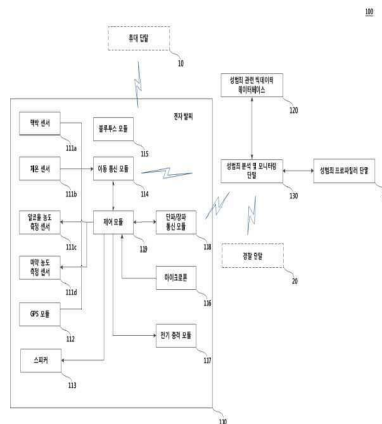 100
휴대 단말
10
전자 발찌
맥박 센서
111a
체온 센서
111b
알코올 농도
측정 센서
111c
마약 농도
측정 센서
111d
GPS 모듈
112
스피커
113
블루투스 모듈
115
이동 통신 모듈
114
제어 모듈
119
단파/장파
통신 모듈
118
마이크로폰
116
전기 충격 모듈
117
110
성범죄 관련 빅데이터
데이터베이스
120
성범죄 분석 및 모니터링
단말
130
성범죄 프로파일러 단말
경찰 단말
20